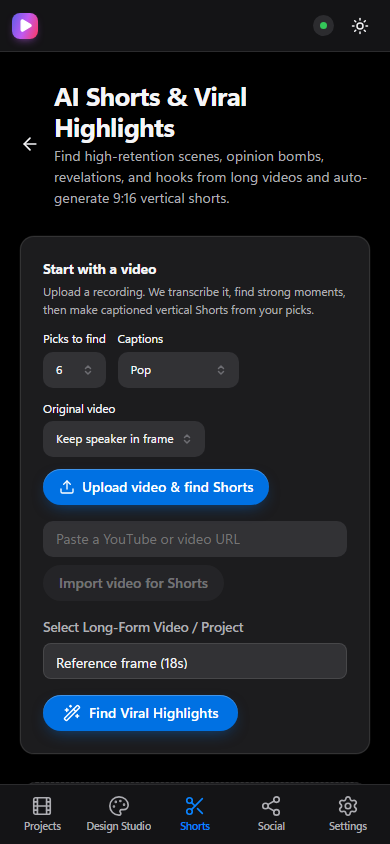 AI Shorts & Viral
Highlights
Find high-retention scenes, opinion bombs,
revelations, and hooks from long videos and auto-
generate 9:16 vertical shorts.
Start with a video
Upload a recording. We transcribe it, find strong moments,
then make captioned vertical Shorts from your picks.
Picks to find Captions
6 Pop
Original video
Keep speaker in frame
Upload video & find Shorts
Paste a YouTube or video URL
Import video for Shorts
Select Long-Form Video / Project
Reference frame (18s)
Find Viral Highlights
Projects Design Studio Shorts Social Settings